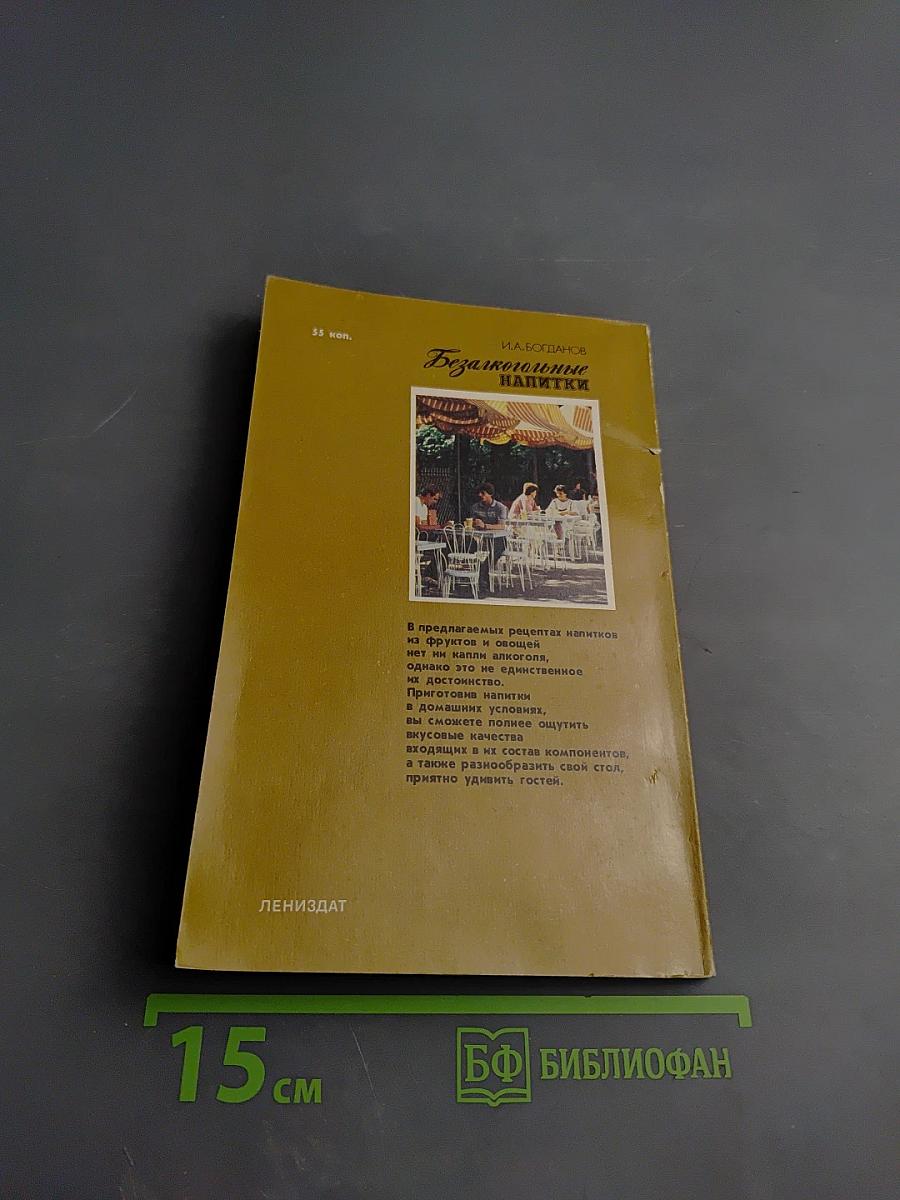 55 коп.
И.А.БОГДАНОВ
Безалкогольные
НАПИТКИ
В предлагаемых рецептах напитков
из фруктов и овощей
нет ни капли алкоголя,
однако это не единственное
их достоинство.
Приготовив напитки
в домашних условиях,
вы сможете полнее ощутить
вкусовые качества
входящих в их состав компонентов,
а также разнообразить свой стол,
приятно удивить гостей.
ЛЕНИЗДАТ
15 см
БФ БИБЛИОФАН